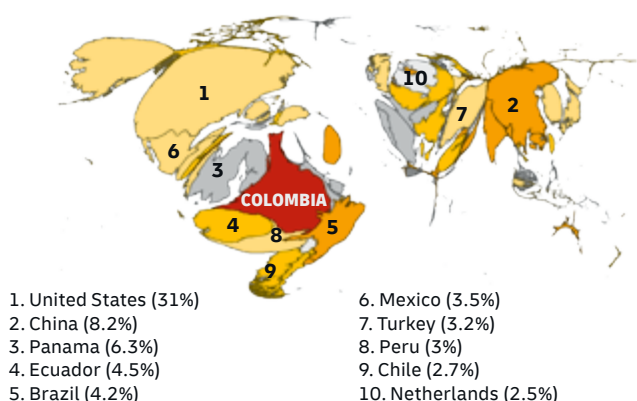 1
10
2
7
6
3
COLOMBIA
4
5
8
9
1. United States (31%)
2. China (8.2%)
3. Panama (6.3%)
4. Ecuador (4.5%)
5. Brazil (4.2%)
6. Mexico (3.5%)
7. Turkey (3.2%)
8. Peru (3%)
9. Chile (2.7%)
10. Netherlands (2.5%)